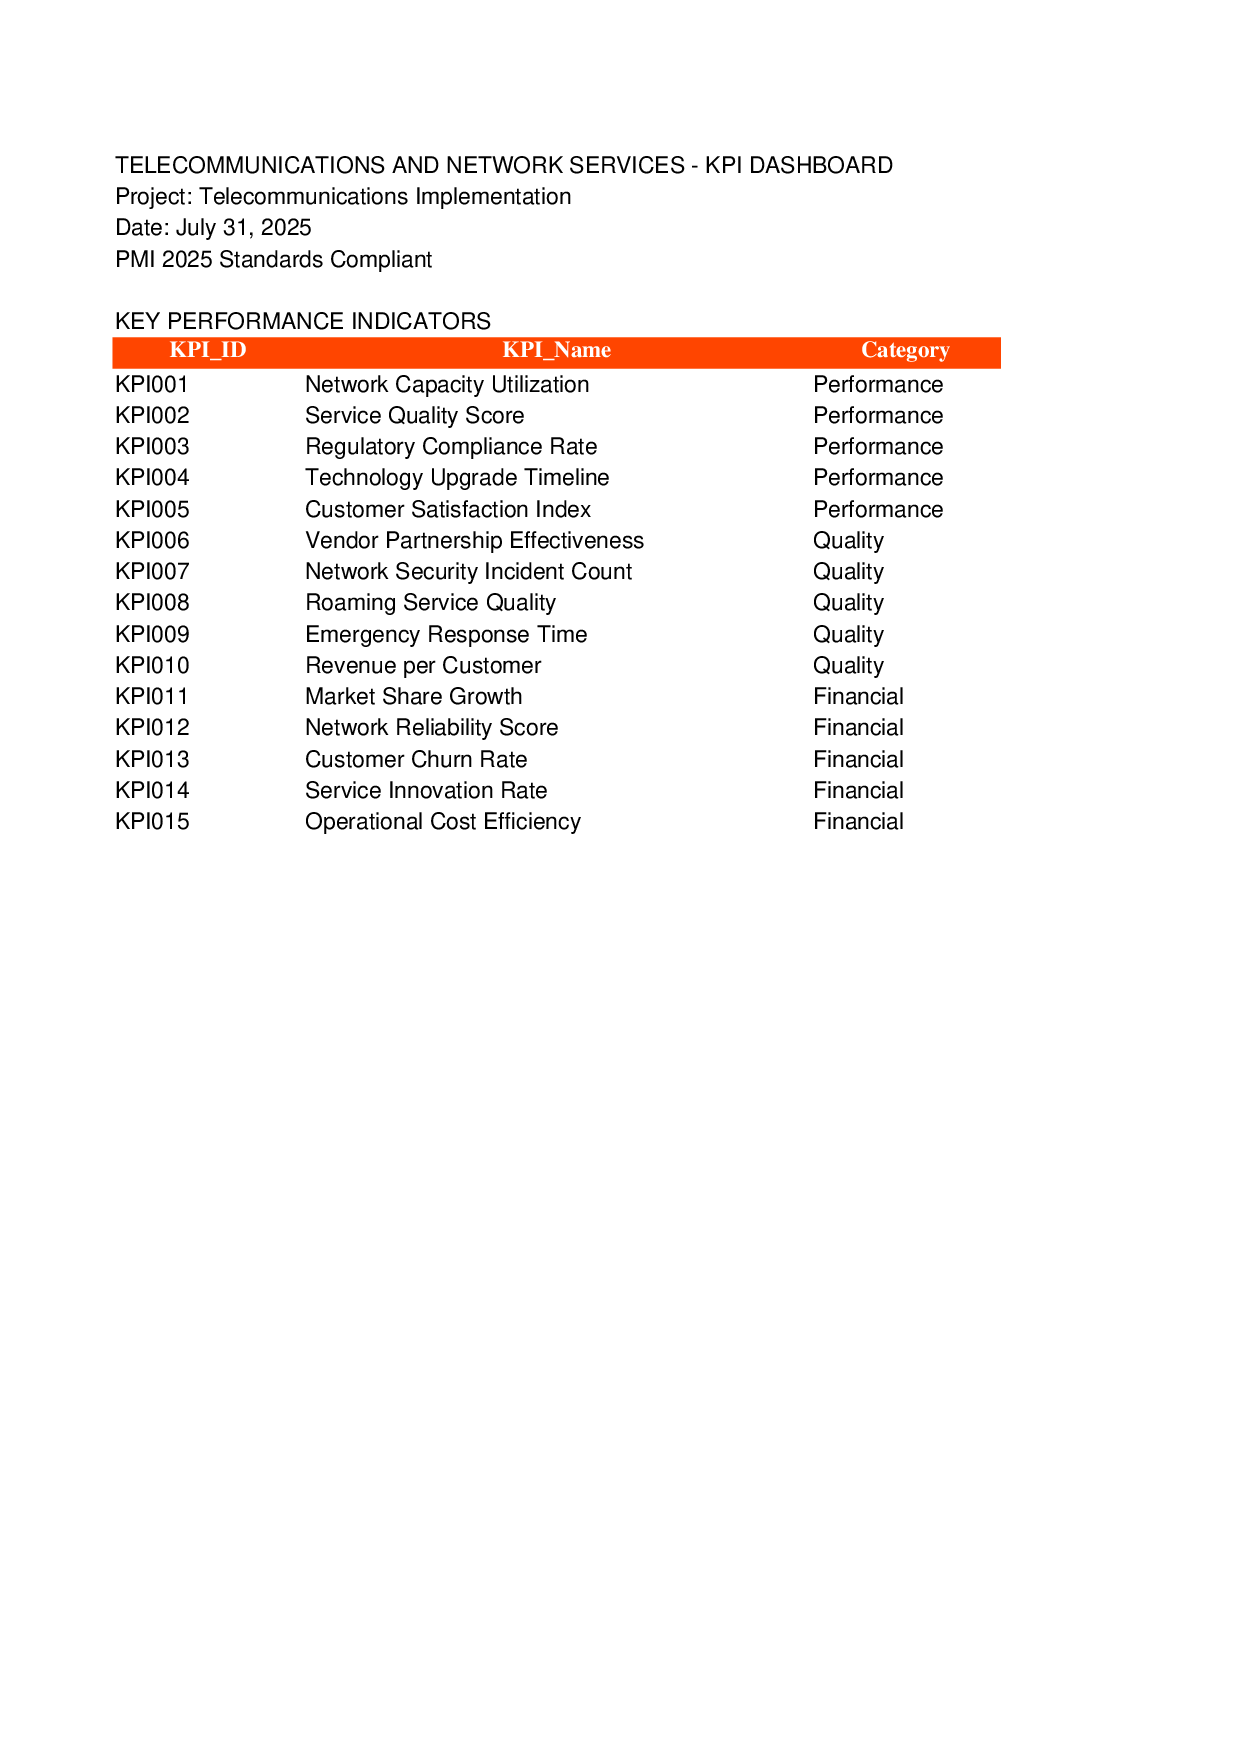 TELECOMMUNICATIONS AND NETWORK SERVICES - KPI DASHBOARD
Project: Telecommunications Implementation
Date: July 31, 2025
PMI 2025 Standards Compliant
KEY PERFORMANCE INDICATORS
KPI_ID KPI_Name Category
KPI001 Network Capacity Utilization Performance
KPI002 Service Quality Score Performance
KPI003 Regulatory Compliance Rate Performance
KPI004 Technology Upgrade Timeline Performance
KPI005 Customer Satisfaction Index Performance
KPI006 Vendor Partnership Effectiveness Quality
KPI007 Network Security Incident Count Quality
KPI008 Roaming Service Quality Quality
KPI009 Emergency Response Time Quality
KPI010 Revenue per Customer Quality
KPI011 Market Share Growth Financial
KPI012 Network Reliability Score Financial
KPI013 Customer Churn Rate Financial
KPI014 Service Innovation Rate Financial
KPI015 Operational Cost Efficiency Financial